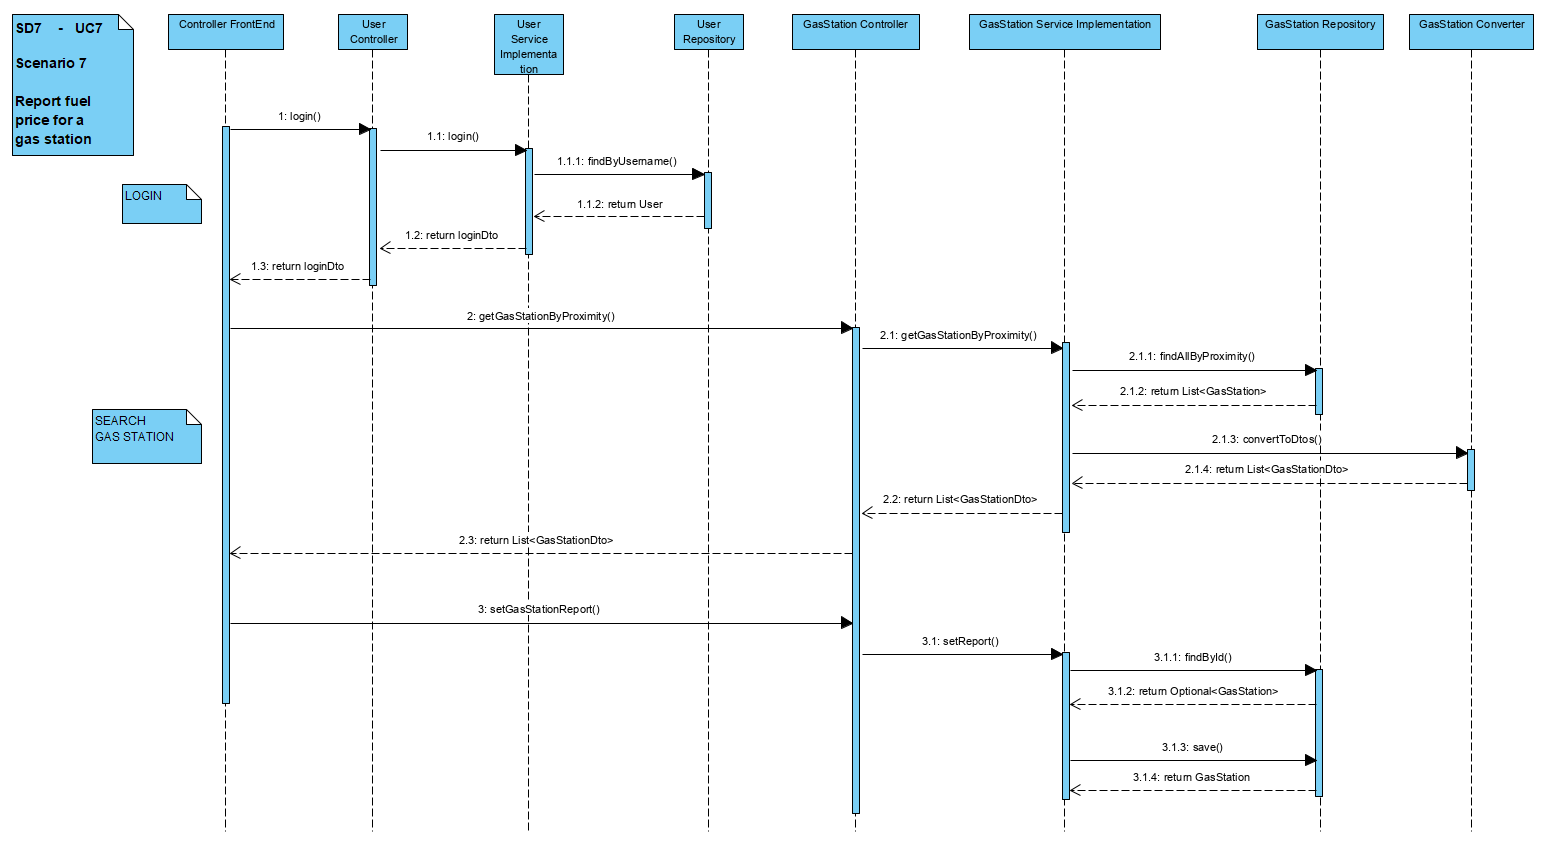 SD7 - UC7
Scenario 7
Report fuel
price for a
gas station
Controller FrontEnd
User
Controller
User
Service
Implementa
tion
User
Repository
GasStation Controller
GasStation Service Implementation
GasStation Repository
GasStation Converter
1: login()
1.1: login()
1.1.1: findByUsername()
LOGIN
1.1.2: return User
1.2: return loginDto
1.3: return loginDto
2: getGasStationByProximity()
2.1: getGasStationByProximity()
2.1.1: findAllByProximity()
2.1.2: return List<GasStation>
SEARCH
GAS STATION
2.1.3: convertToDtos()
2.1.4: return List<GasStationDto>
2.2: return List<GasStationDto>
2.3: return List<GasStationDto>
3: setGasStationReport()
3.1: setReport()
3.1.1: findById()
3.1.2: return Optional<GasStation>
3.1.3: save()
3.1.4: return GasStation